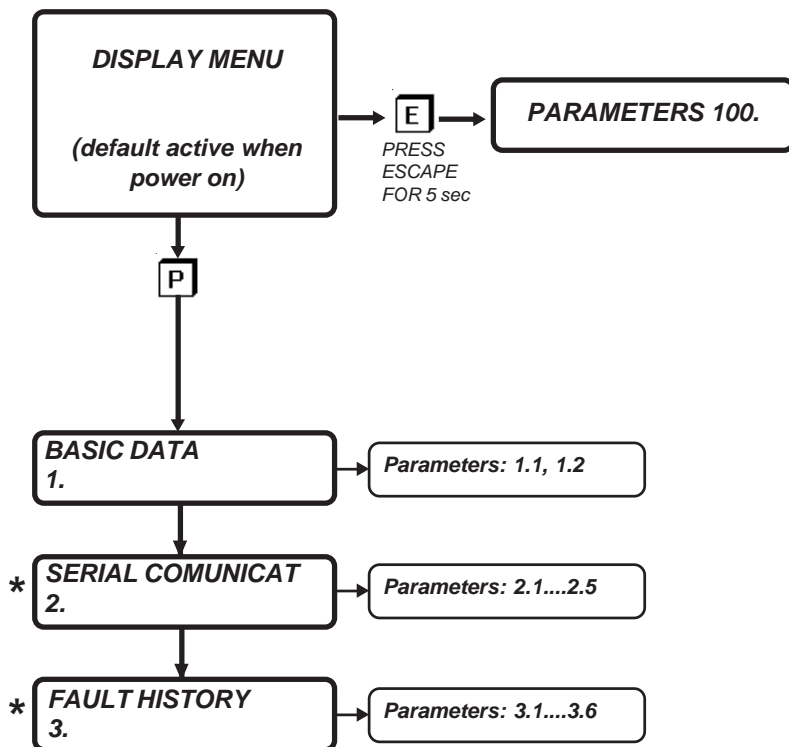 DISPLAY MENU
(default active when
power on)
E
PRESS
ESCAPE
FOR 5 sec
PARAMETERS 100.
P
BASIC DATA
1.
Parameters: 1.1, 1.2
* SERIAL COMUNICAT
2.
Parameters: 2.1....2.5
* FAULT HISTORY
3.
Parameters: 3.1....3.6